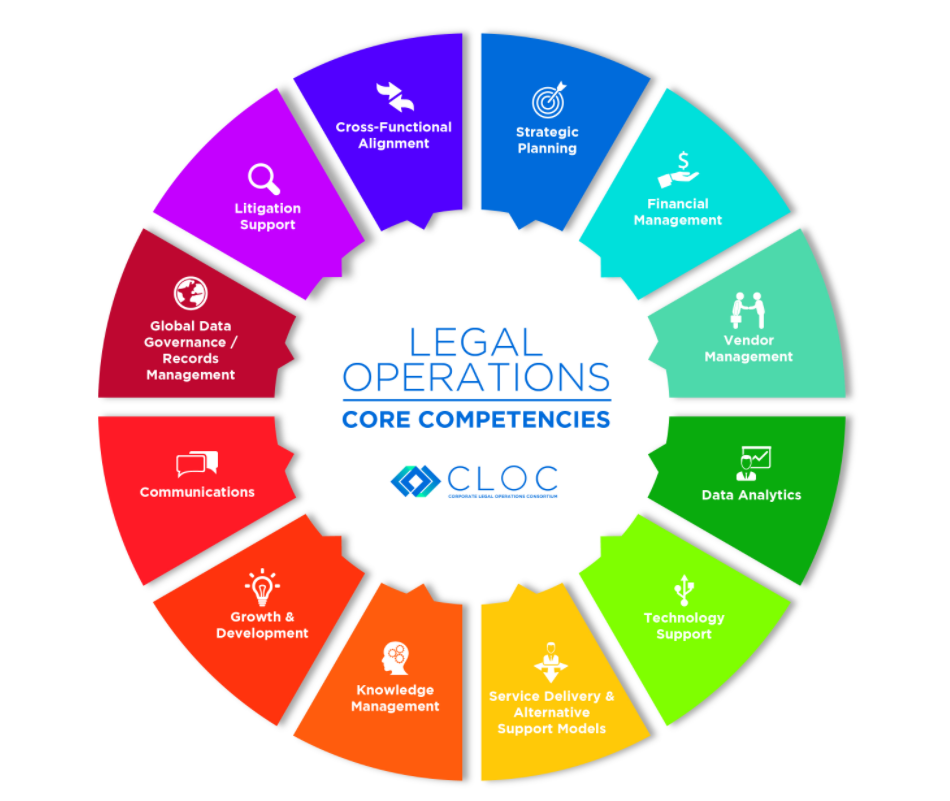 Cross-Functional
Alignment
Strategic
Planning
Financial
Management
Vendor
Management
Data Analytics
Technology
Support
Service Delivery &
Alternative
Support Models
Knowledge
Management
Growth &
Development
Communications
Global Data
Governance /
Records
Management
Litigation
Support
LEGAL
OPERATIONS
CORE COMPETENCIES
CLOC
CORPORATE LEGAL OPERATIONS CONSORTIUM
$